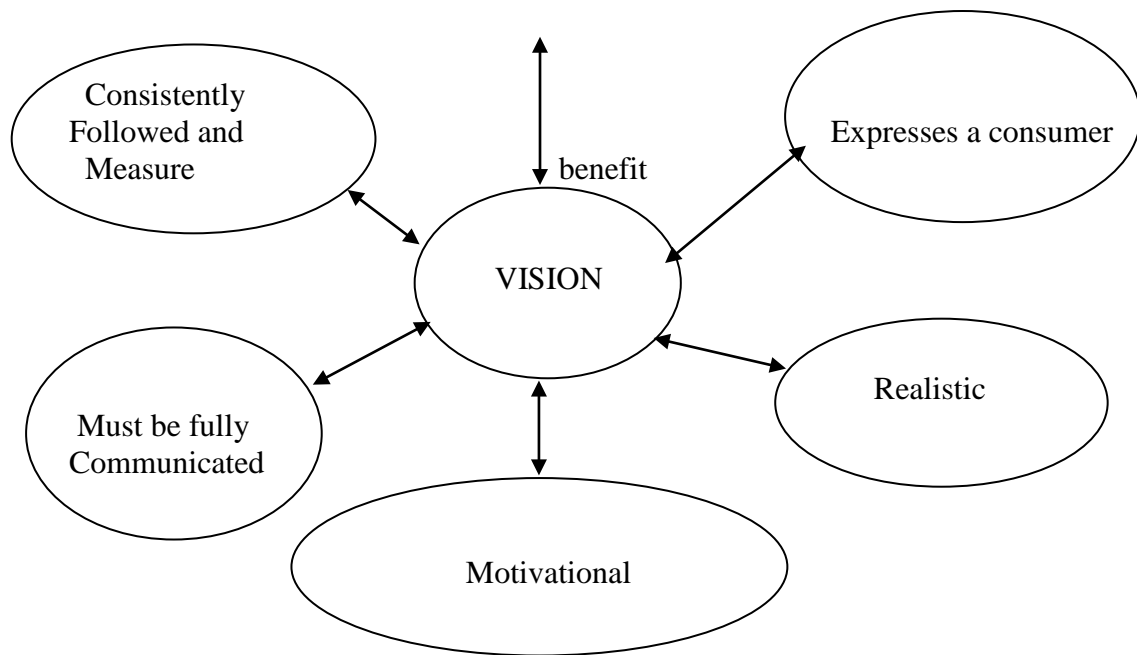 Consistently
Followed and
Measure
Expresses a consumer
benefit
VISION
Realistic
Must be fully
Communicated
Motivational